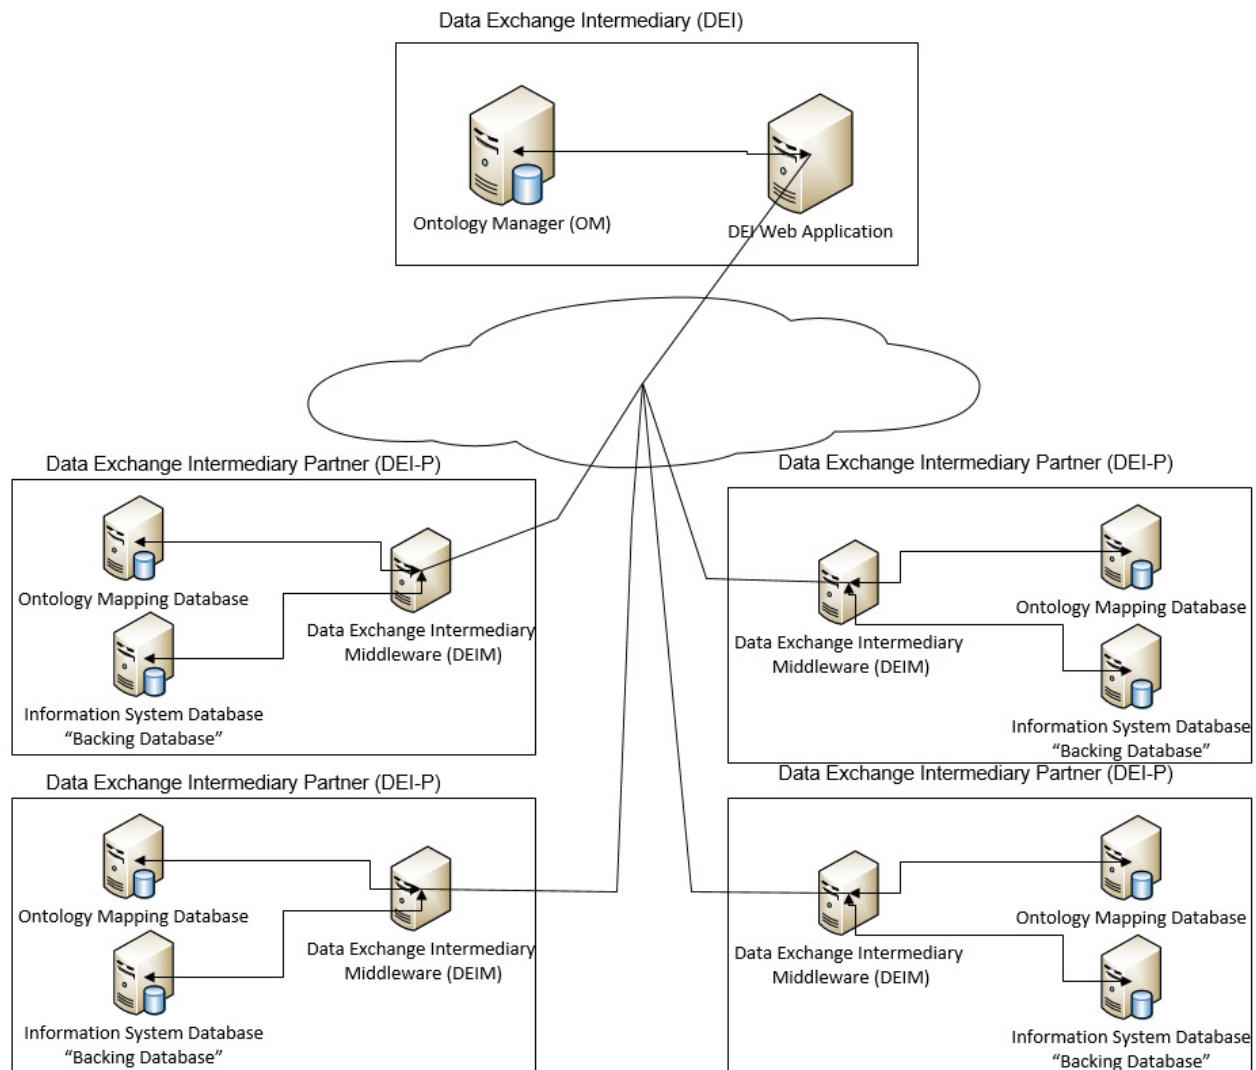 Data Exchange Intermediary (DEI)
Ontology Manager (OM)
DEI Web Application
Data Exchange Intermediary Partner (DEI-P)
Ontology Mapping Database
Data Exchange Intermediary
Middleware (DEIM)
Information System Database
“Backing Database”
Data Exchange Intermediary Partner (DEI-P)
Ontology Mapping Database
Data Exchange Intermediary
Middleware (DEIM)
Information System Database
“Backing Database”
Data Exchange Intermediary Partner (DEI-P)
Ontology Mapping Database
Data Exchange Intermediary
Middleware (DEIM)
Information System Database
“Backing Database”
Data Exchange Intermediary Partner (DEI-P)
Ontology Mapping Database
Data Exchange Intermediary
Middleware (DEIM)
Information System Database
“Backing Database”